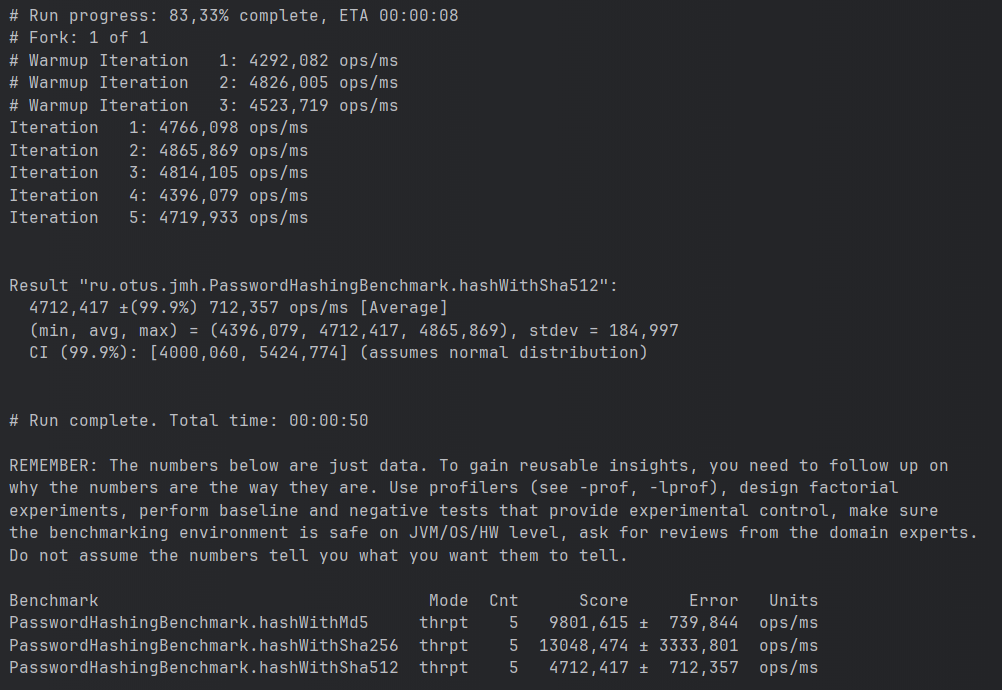 # Run progress: 83,33% complete, ETA 00:00:08
# Fork: 1 of 1
# Warmup Iteration   1: 4292,082 ops/ms
# Warmup Iteration   2: 4826,005 ops/ms
# Warmup Iteration   3: 4523,719 ops/ms
Iteration   1: 4766,098 ops/ms
Iteration   2: 4865,869 ops/ms
Iteration   3: 4814,105 ops/ms
Iteration   4: 4396,079 ops/ms
Iteration   5: 4719,933 ops/ms
Result "ru.otus.jmh.PasswordHashingBenchmark.hashWithSha512":
  4712,417 ±(99.9%) 712,357 ops/ms [Average]
  (min, avg, max) = (4396,079, 4712,417, 4865,869), stdev = 184,997
  CI (99.9%): [4000,060, 5424,774] (assumes normal distribution)
# Run complete. Total time: 00:00:50
REMEMBER: The numbers below are just data. To gain reusable insights, you need to follow up on
why the numbers are the way they are. Use profilers (see -prof, -lprof), design factorial
experiments, perform baseline and negative tests that provide experimental control, make sure
the benchmarking environment is safe on JVM/OS/HW level, ask for reviews from the domain experts.
Do not assume the numbers tell you what you want them to tell.
Benchmark                                 Mode  Cnt      Score      Error   Units
PasswordHashingBenchmark.hashWithMd5     thrpt    5   9801,615 ±  739,844  ops/ms
PasswordHashingBenchmark.hashWithSha256  thrpt    5  13048,474 ± 3333,801  ops/ms
PasswordHashingBenchmark.hashWithSha512  thrpt    5   4712,417 ±  712,357  ops/ms